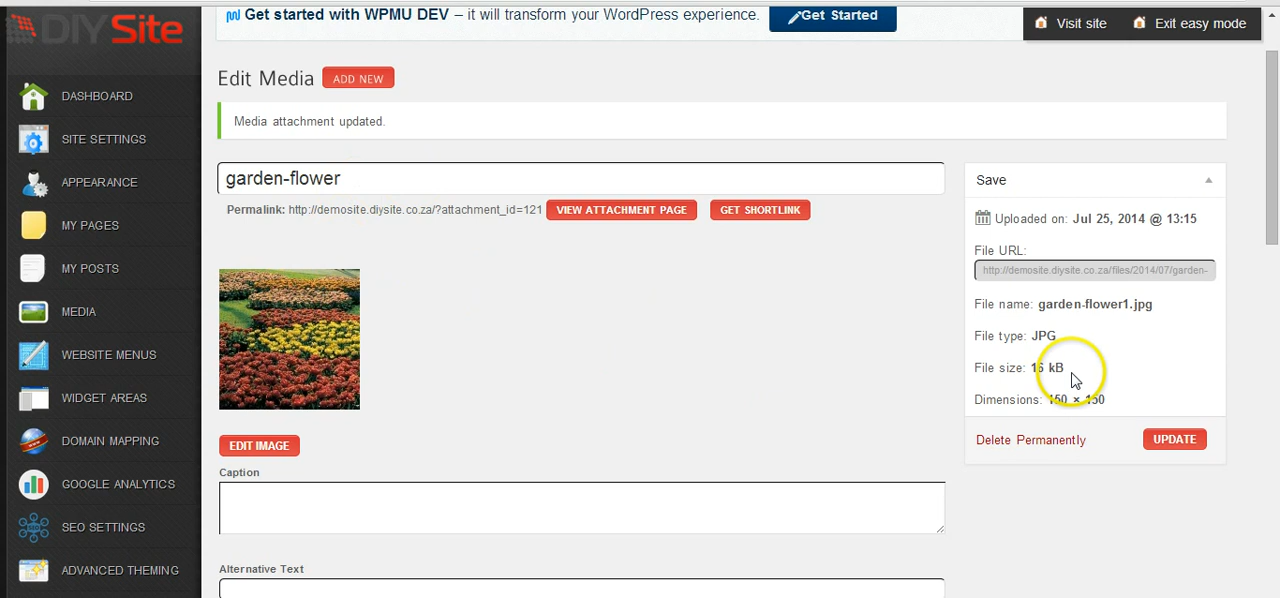 DIY Site
Get started with WPMU DEV – it will transform your WordPress experience.
Get Started
Visit site
Exit easy mode
Edit Media
ADD NEW
Media attachment updated.
DASHBOARD
SITE SETTINGS
APPEARANCE
MY PAGES
MY POSTS
MEDIA
WEBSITE MENUS
WIDGET AREAS
DOMAIN MAPPING
GOOGLE ANALYTICS
SEO SETTINGS
ADVANCED THEMING
garden-flower
Permalink: http://demosite.diysite.co.za/?attachment_id=121
VIEW ATTACHMENT PAGE
GET SHORTLINK
EDIT IMAGE
Caption
Alternative Text
Save
Uploaded on: Jul 25, 2014 @ 13:15
File URL:
http://demosite.diysite.co.za/files/2014/07/garden-
File name: garden-flower1.jpg
File type: JPG
File size: 16 kB
Dimensions: 150 × 150
Delete Permanently
UPDATE